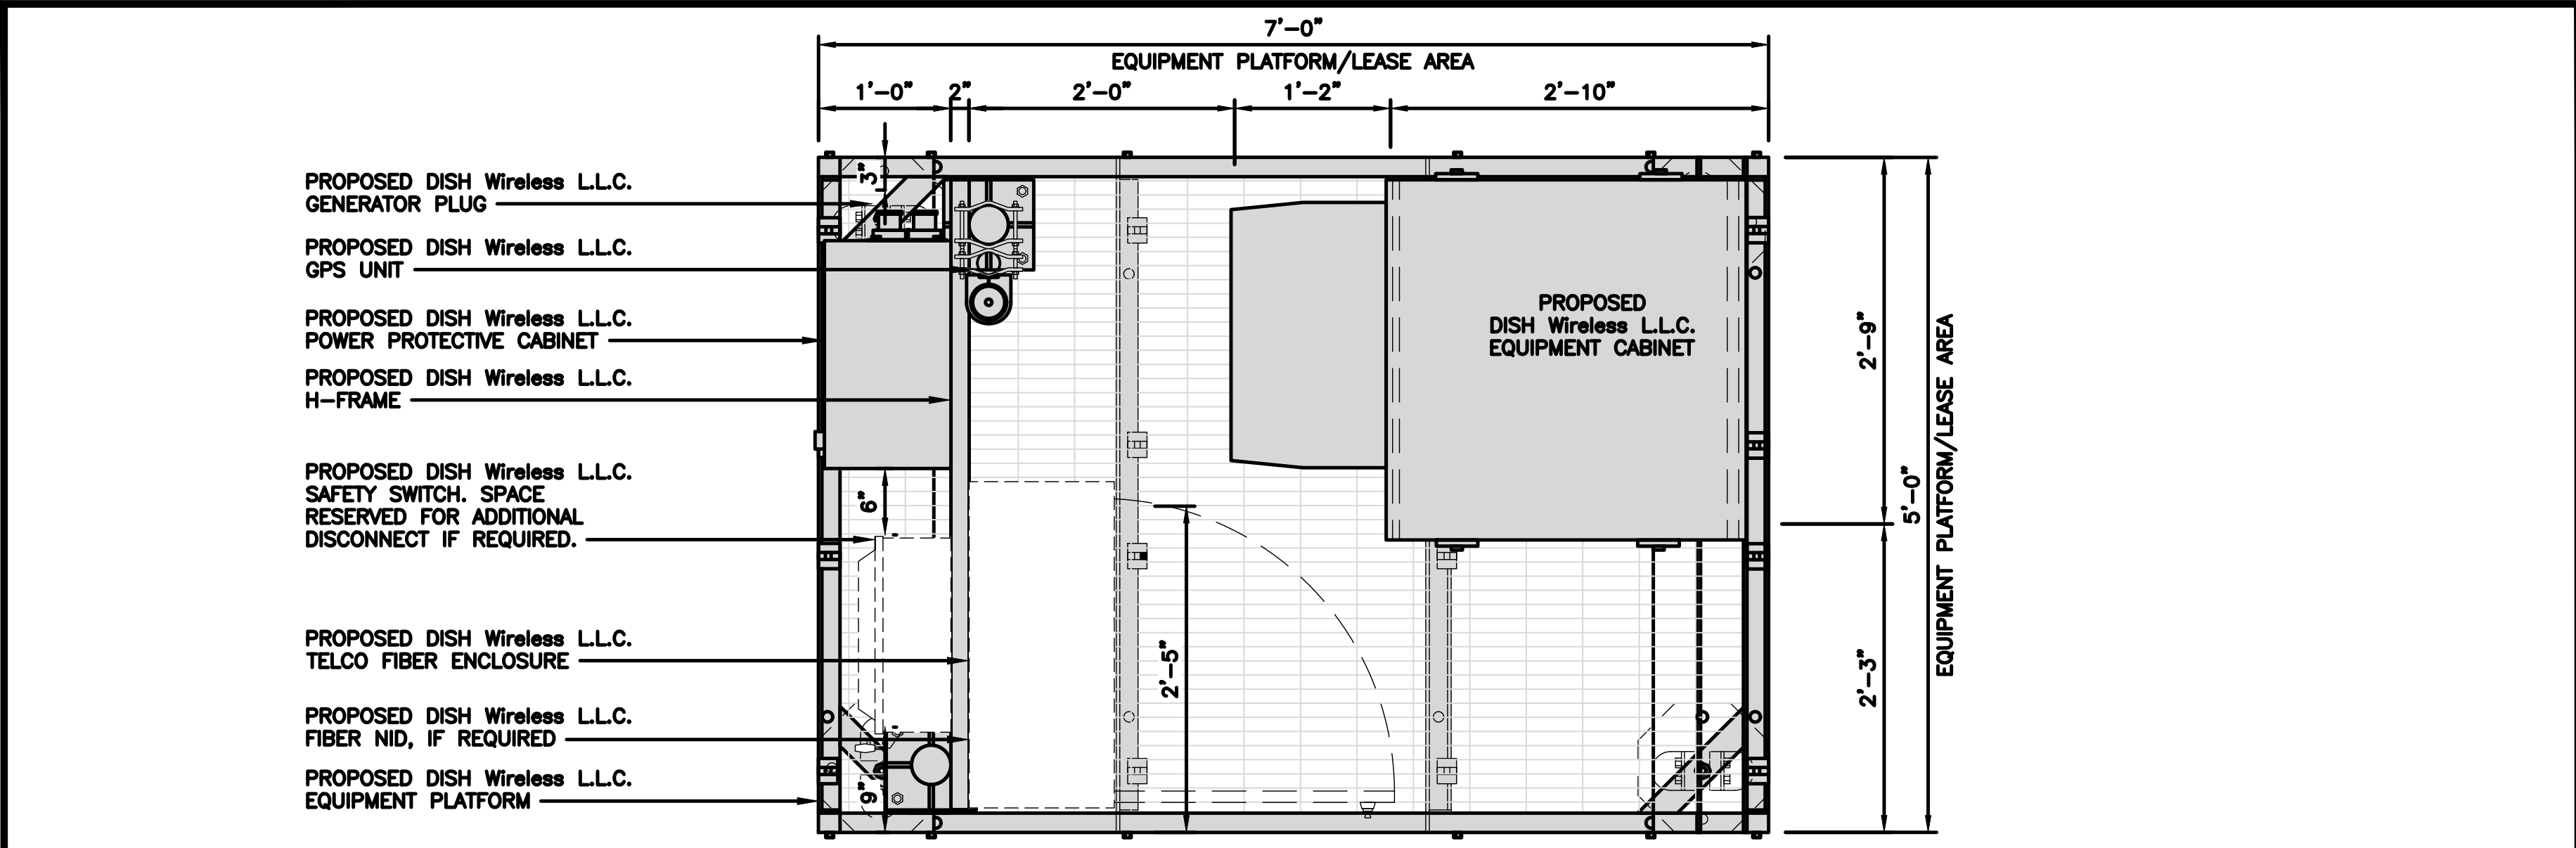 7'-0"
EQUIPMENT PLATFORM/LEASE AREA
1'-0" 2" 2'-0" 1'-2" 2'-10"
3"
PROPOSED DISH Wireless L.L.C.
GENERATOR PLUG
PROPOSED DISH Wireless L.L.C.
GPS UNIT
PROPOSED DISH Wireless L.L.C.
POWER PROTECTIVE CABINET
PROPOSED DISH Wireless L.L.C.
H-FRAME
PROPOSED DISH Wireless L.L.C.
SAFETY SWITCH. SPACE
RESERVED FOR ADDITIONAL
DISCONNECT IF REQUIRED.
PROPOSED DISH Wireless L.L.C.
TELCO FIBER ENCLOSURE
PROPOSED DISH Wireless L.L.C.
FIBER NID, IF REQUIRED
PROPOSED DISH Wireless L.L.C.
EQUIPMENT PLATFORM
6"
9"
2'-5"
PROPOSED
DISH Wireless L.L.C.
EQUIPMENT CABINET
2'-9"
2'-3"
5'-0"
EQUIPMENT PLATFORM/LEASE AREA